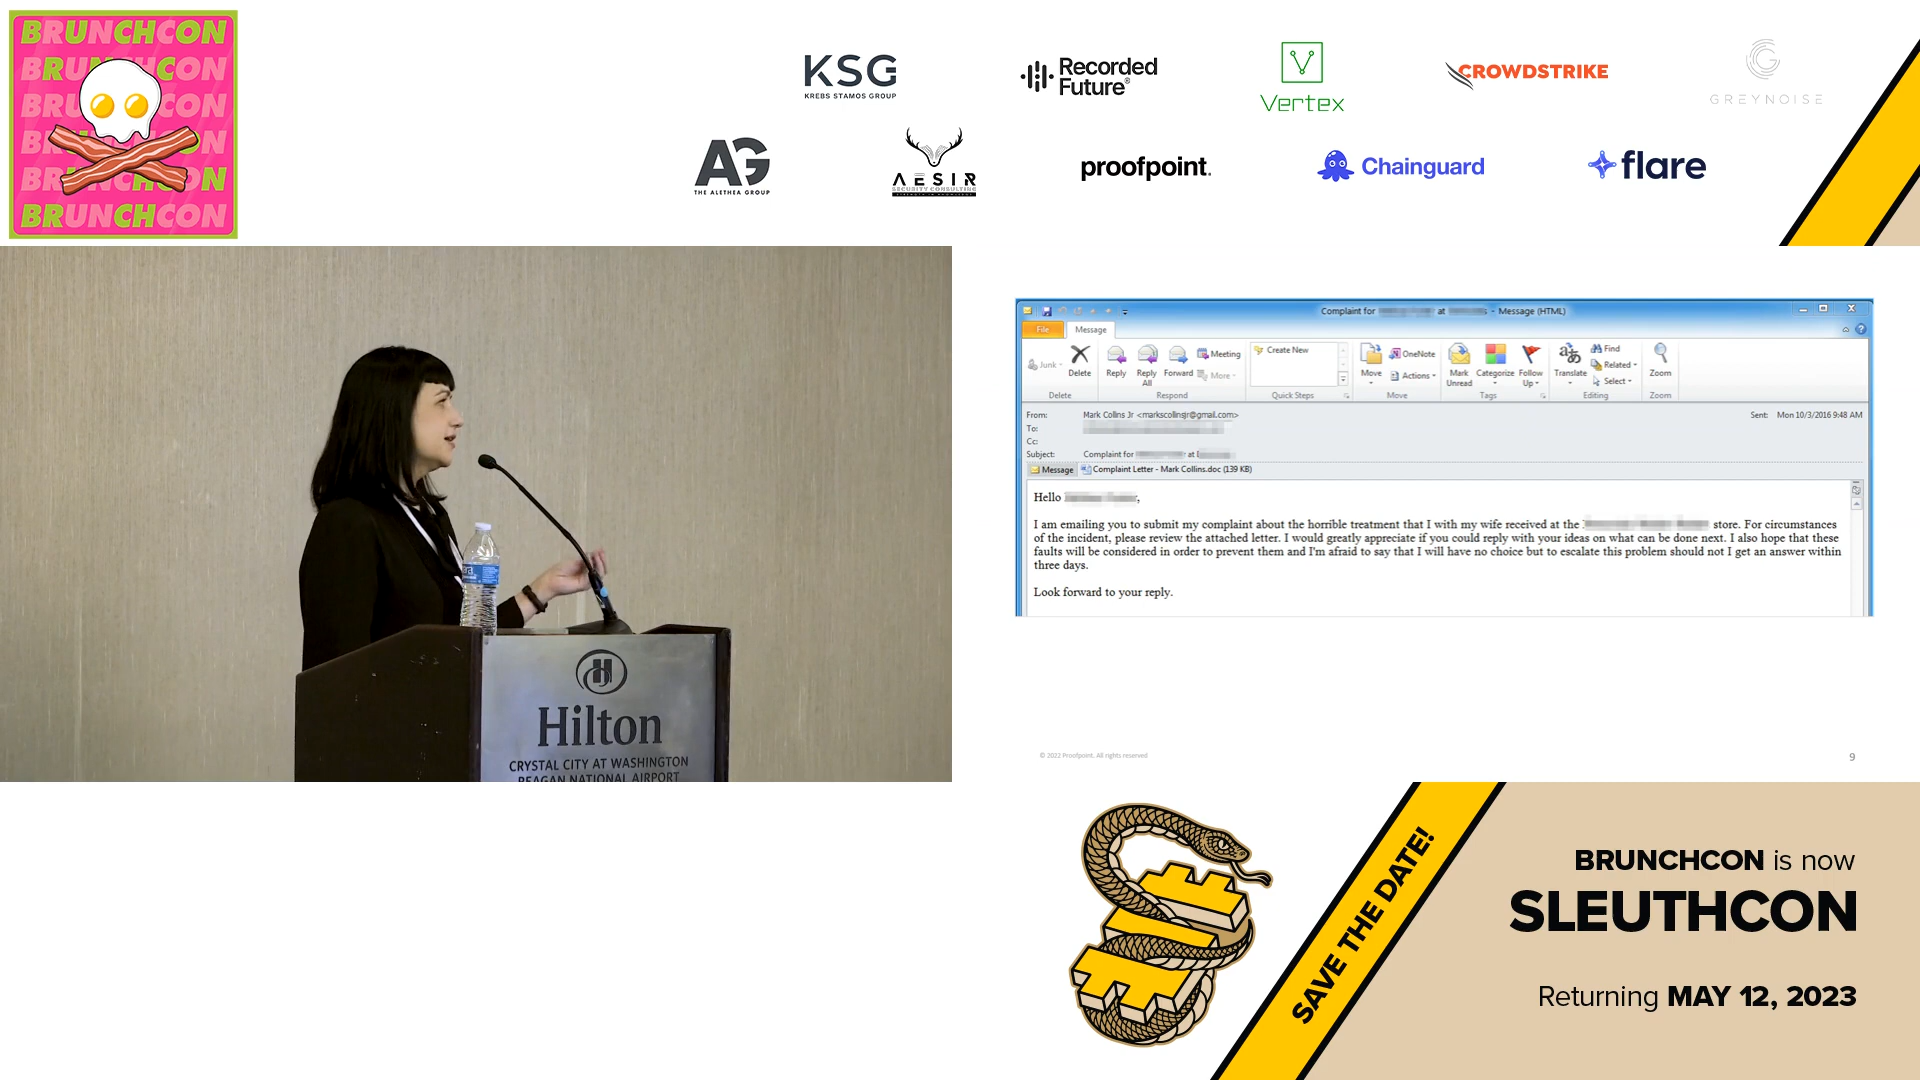 BRUNCHCON
BRUNCHCON
BRUNCHCON
BRUNCHCON
BRUNCHCON
BRUNCHCON
KSG
KREBS STAMOS GROUP
Recorded
Future®
Vertex
CROWDSTRIKE
GREYNOISE
AG
THE ALETHEA GROUP
AESIR
SECURITY CONSULTING
proofpoint.
Chainguard
flare
Hilton
CRYSTAL CITY AT WASHINGTON
REAGAN NATIONAL AIRPORT
Complaint for at - Message (HTML)
File Message
Junk Delete Reply Reply All Forward Meeting More Create New Move OneNote Actions Mark Unread Categorize Follow Up Translate Find Related Select Zoom
Delete Respond Quick Steps Move Tags Editing Zoom
From: Mark Collins Jr <markscollinsjr@gmail.com> Sent: Mon 10/3/2016 9:48 AM
To:
Cc:
Subject: Complaint for at
Message Complaint Letter - Mark Collins.doc (139 KB)
Hello ,
I am emailing you to submit my complaint about the horrible treatment that I with my wife received at the store. For circumstances
of the incident, please review the attached letter. I would greatly appreciate if you could reply with your ideas on what can be done next. I also hope that these
faults will be considered in order to prevent them and I'm afraid to say that I will have no choice but to escalate this problem should not I get an answer within
three days.
Look forward to your reply.
© 2022 Proofpoint. All rights reserved
9
SAVE THE DATE!
BRUNCHCON is now
SLEUTHCON
Returning MAY 12, 2023